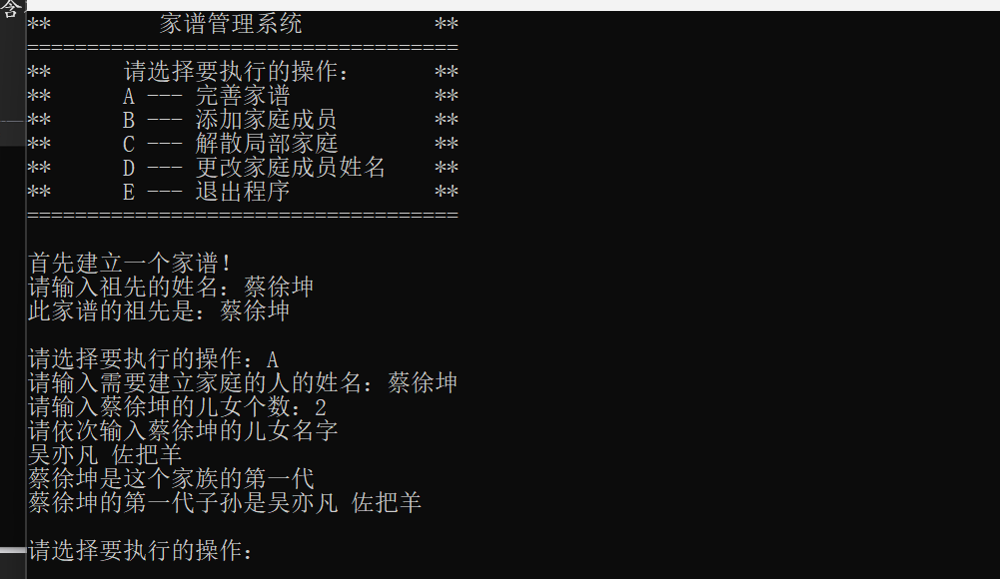 含
**         家谱管理系统           **
====================================
**      请选择要执行的操作：       **
**      A --- 完善家谱            **
**      B --- 添加家庭成员        **
**      C --- 解散局部家庭        **
**      D --- 更改家庭成员姓名    **
**      E --- 退出程序            **
====================================
首先建立一个家谱！
请输入祖先的姓名：蔡徐坤
此家谱的祖先是：蔡徐坤
请选择要执行的操作：A
请输入需要建立家庭的人的姓名：蔡徐坤
请输入蔡徐坤的儿女个数：2
请依次输入蔡徐坤的儿女名字
吴亦凡 佐把羊
蔡徐坤是这个家族的第一代
蔡徐坤的第一代子孙是吴亦凡 佐把羊
请选择要执行的操作：